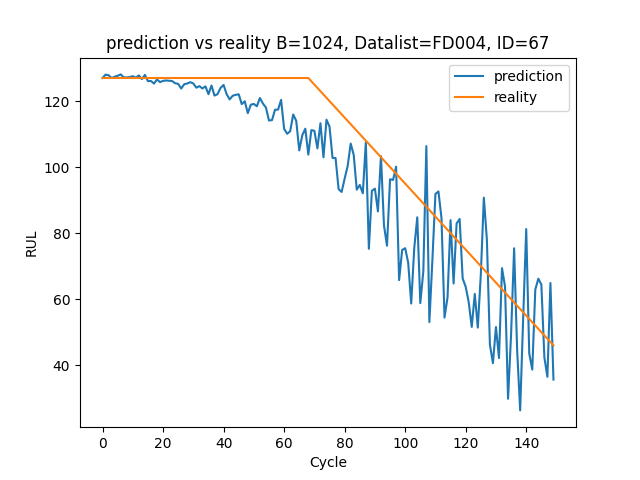 prediction vs reality B=1024, Datalist=FD004, ID=67
prediction
reality
RUL
120
100
80
60
40
0 20 40 60 80 100 120 140
Cycle